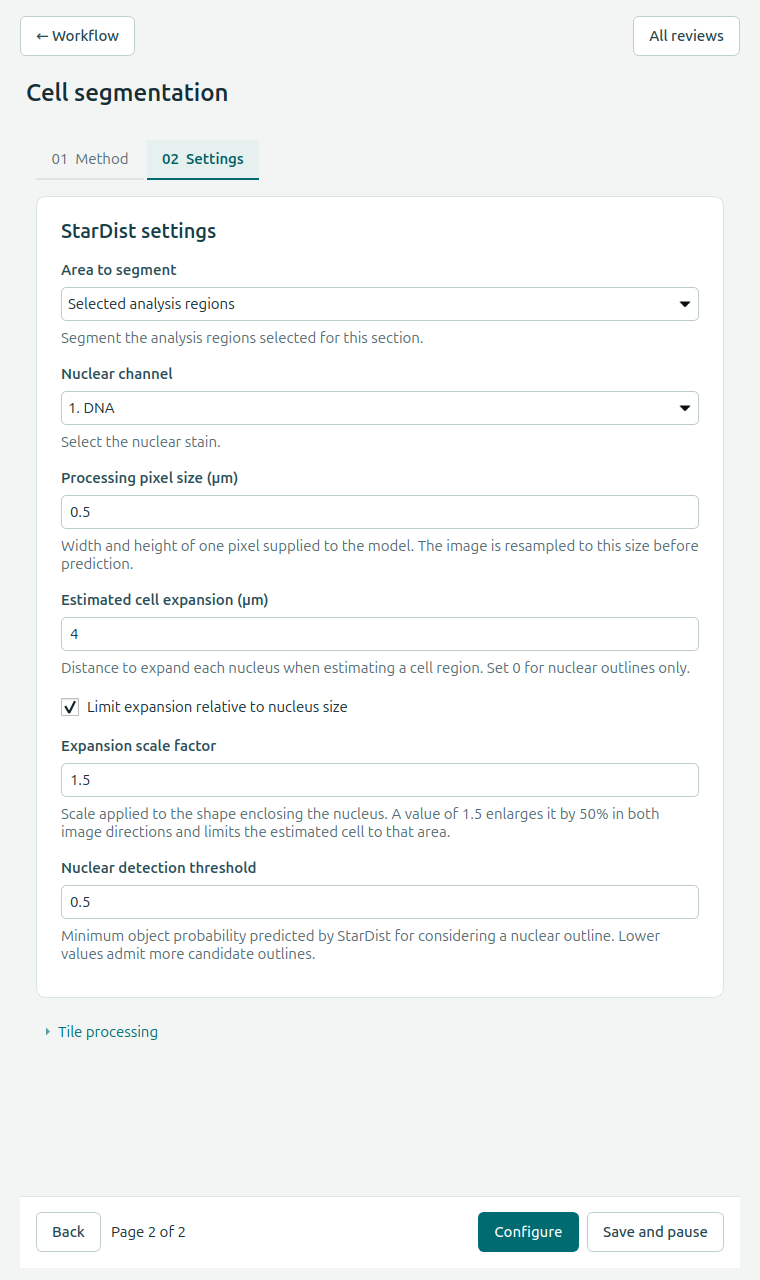 ← Workflow
All reviews
Cell segmentation
01 Method
02 Settings
StarDist settings
Area to segment
Selected analysis regions
Segment the analysis regions selected for this section.
Nuclear channel
1. DNA
Select the nuclear stain.
Processing pixel size (µm)
0.5
Width and height of one pixel supplied to the model. The image is resampled to this size before
prediction.
Estimated cell expansion (µm)
4
Distance to expand each nucleus when estimating a cell region. Set 0 for nuclear outlines only.
Limit expansion relative to nucleus size
Expansion scale factor
1.5
Scale applied to the shape enclosing the nucleus. A value of 1.5 enlarges it by 50% in both
image directions and limits the estimated cell to that area.
Nuclear detection threshold
0.5
Minimum object probability predicted by StarDist for considering a nuclear outline. Lower
values admit more candidate outlines.
Tile processing
Back
Page 2 of 2
Configure
Save and pause